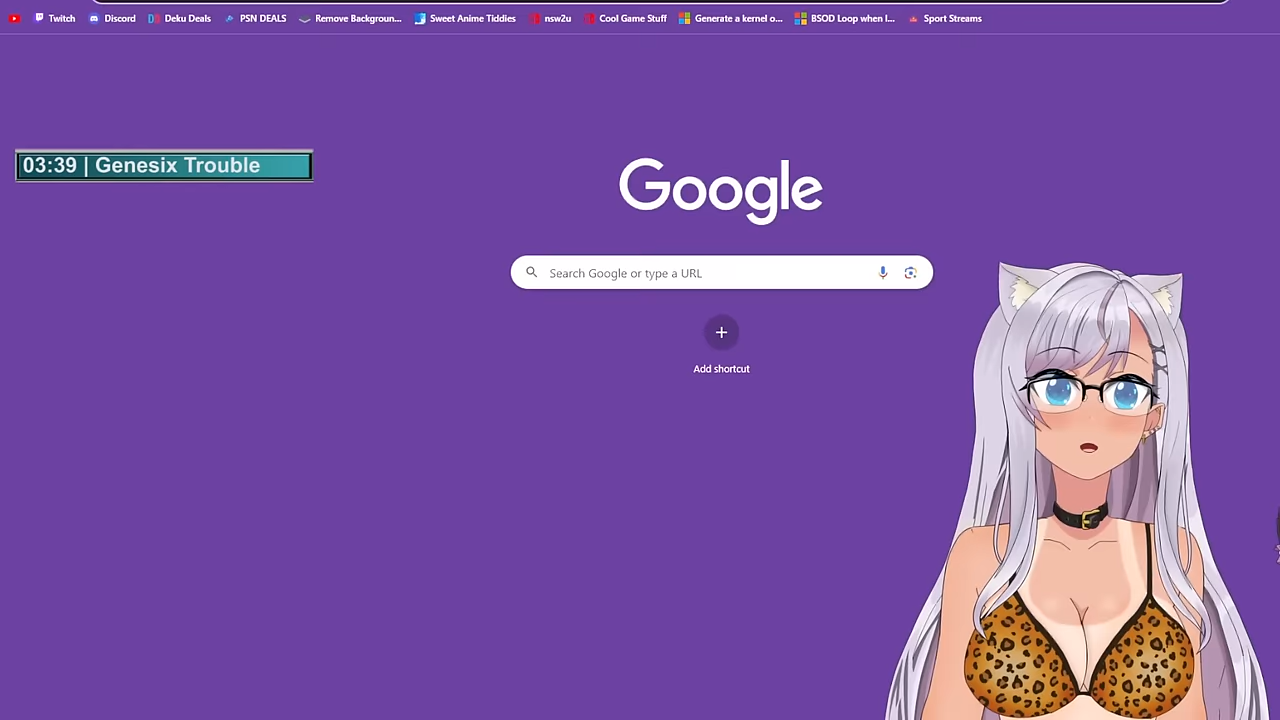 Twitch Discord Deku Deals PSN DEALS Remove Backgroun... Sweet Anime Tiddies nsw2u Cool Game Stuff Generate a kernel o... BSOD Loop when I... Sport Streams
03:39 | Genesix Trouble
Google
Search Google or type a URL
Add shortcut